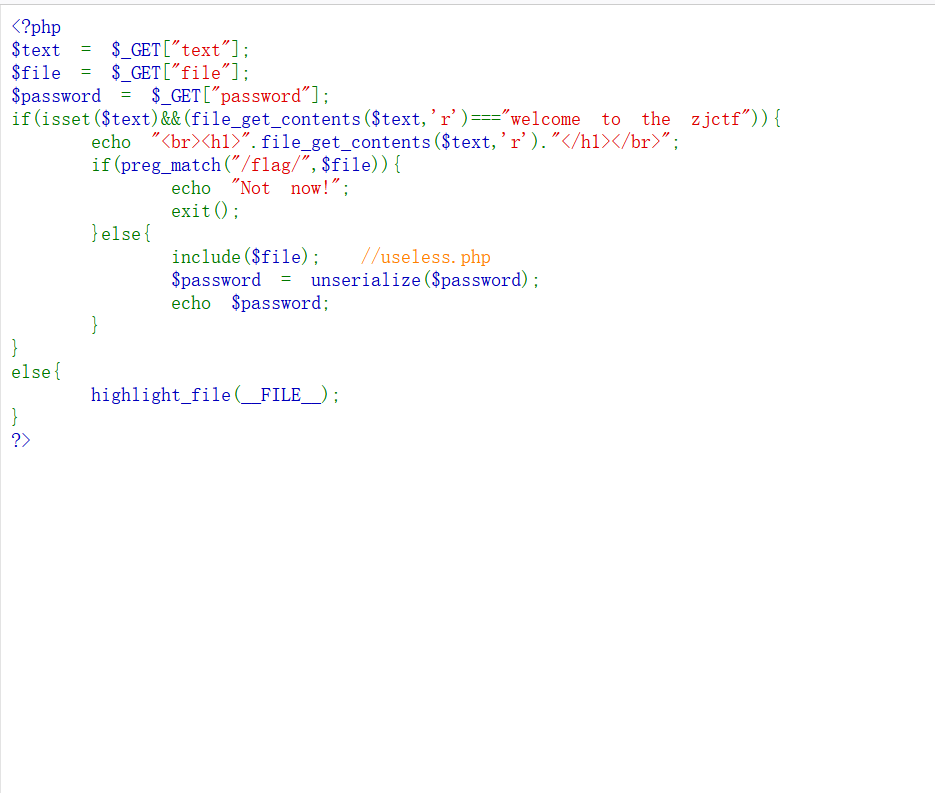 <?php
$text = $_GET["text"];
$file = $_GET["file"];
$password = $_GET["password"];
if(isset($text)&&(file_get_contents($text,'r')==="welcome to the zjctf")){
echo "<br><h1>".file_get_contents($text,'r')."</h1></br>";
if(preg_match("/flag/",$file)){
echo "Not now!";
exit();
}else{
include($file); //useless.php
$password = unserialize($password);
echo $password;
}
}
else{
highlight_file(__FILE__);
}
?>